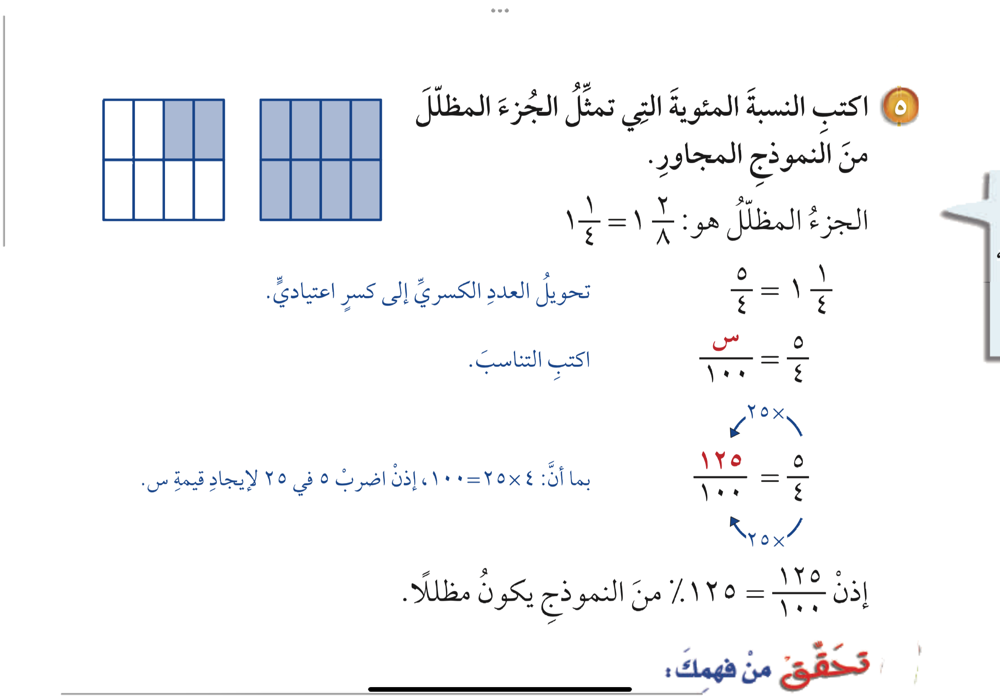 ٥ اكتبِ النسبةَ المئويةَ التِي تمثِّلُ الجُزءَ المظلّلَ
منَ النموذجِ المجاورِ.
الجزءُ المظلّلُ هو: ١ ٢/٨ = ١ ١/٤
١ ١/٤ = ٥/٤ تحويلُ العددِ الكسريِّ إلى كسرٍ اعتياديٍّ.
٥/٤ = س/١٠٠ اكتبِ التناسبَ.
×٢٥
٥/٤ = ١٢٥/١٠٠ بما أنَّ: ٤×٢٥=١٠٠، إذنْ اضربْ ٥ في ٢٥ لإيجادِ قيمةِ س.
×٢٥
إذنْ ١٢٥/١٠٠ = ١٢٥٪ منَ النموذجِ يكونُ مظللًا.
تحَقَّقْ منْ فهمِكَ: